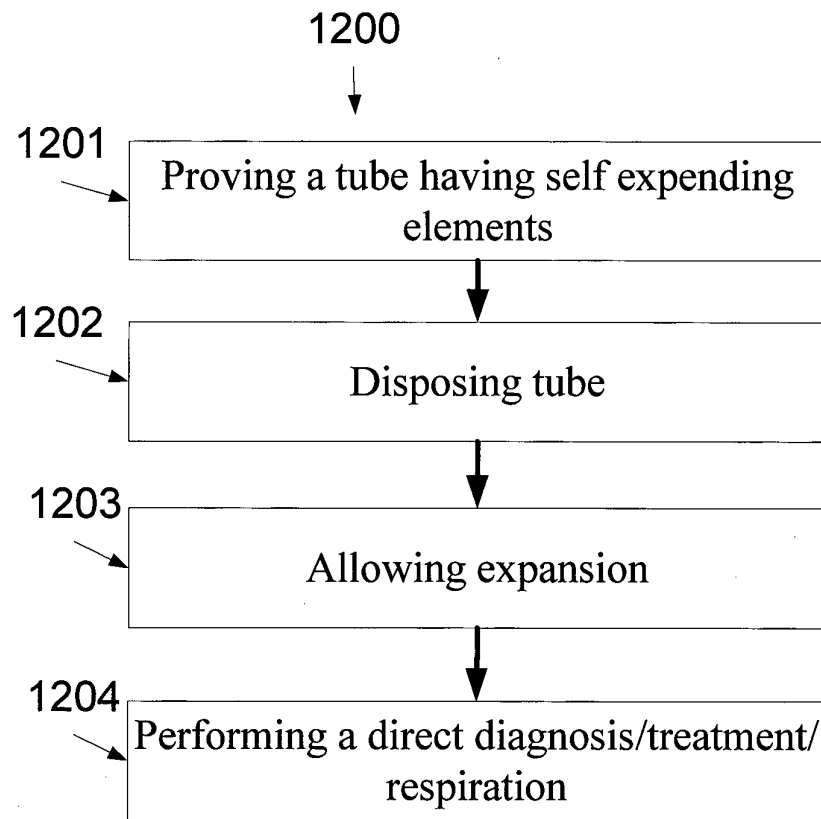 1200
1201
Proving a tube having self expending
elements
1202
Disposing tube
1203
Allowing expansion
1204
Performing a direct diagnosis/treatment/
respiration